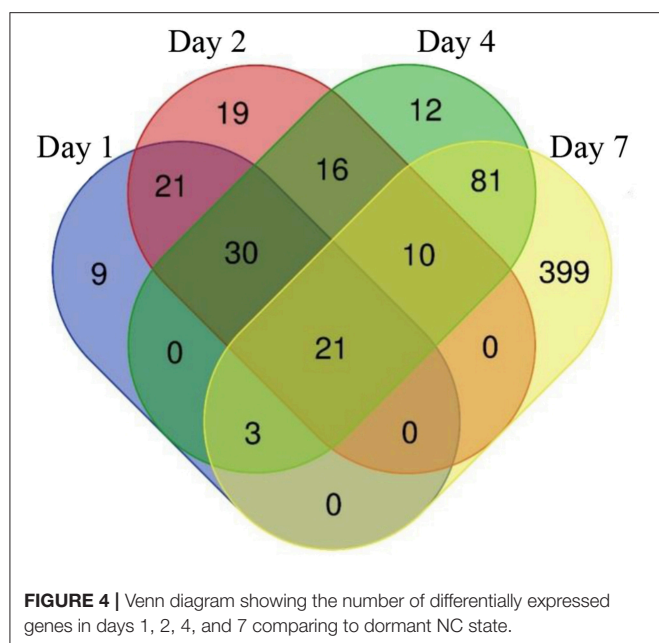 Day 2
Day 4
Day 1
Day 7
19
12
21
16
81
9
30
10
399
0
21
0
3
0
0
FIGURE 4 | Venn diagram showing the number of differentially expressed
genes in days 1, 2, 4, and 7 comparing to dormant NC state.